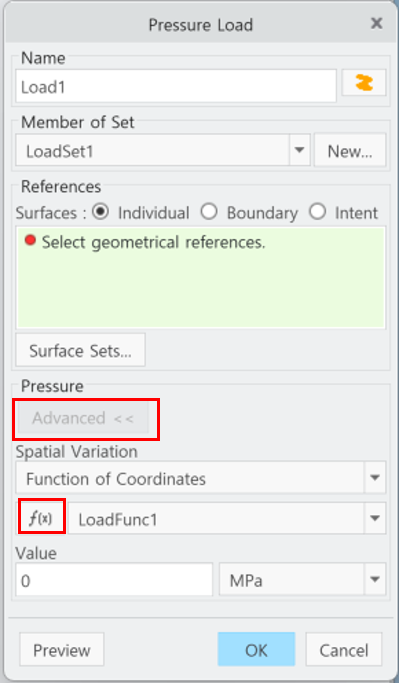 Pressure Load
Name
Load1
Member of Set
LoadSet1
New...
References
Surfaces : Individual Boundary Intent
Select geometrical references.
Surface Sets...
Pressure
Advanced <<
Spatial Variation
Function of Coordinates
f(x) LoadFunc1
Value
0 MPa
Preview OK Cancel